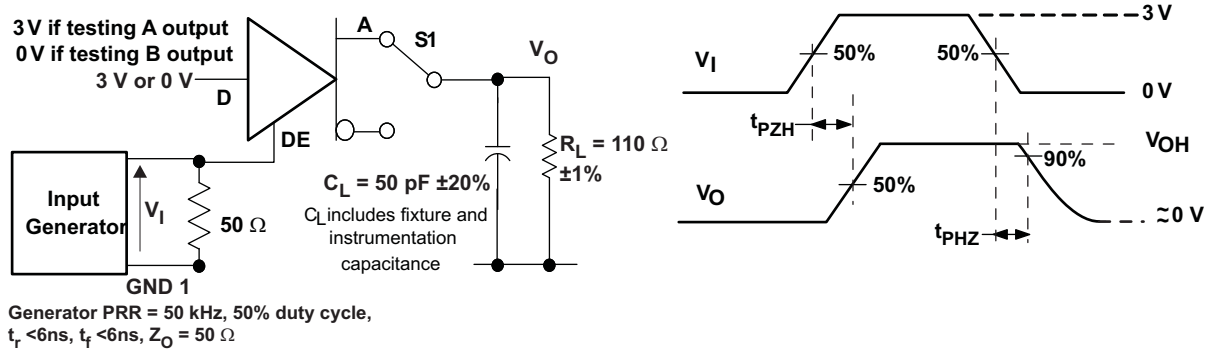 3 V if testing A output
0 V if testing B output
3 V or 0 V
D
A
S1
V_O
DE
Input
Generator
V_I
50 Ω
GND 1
C_L = 50 pF ±20%
C_L includes fixture and
instrumentation
capacitance
R_L = 110 Ω
±1%
Generator PRR = 50 kHz, 50% duty cycle,
t_r <6ns, t_f <6ns, Z_O = 50 Ω
V_I
50%
50%
3 V
0 V
t_PZH
V_O
50%
V_OH
90%
≈0 V
t_PHZ